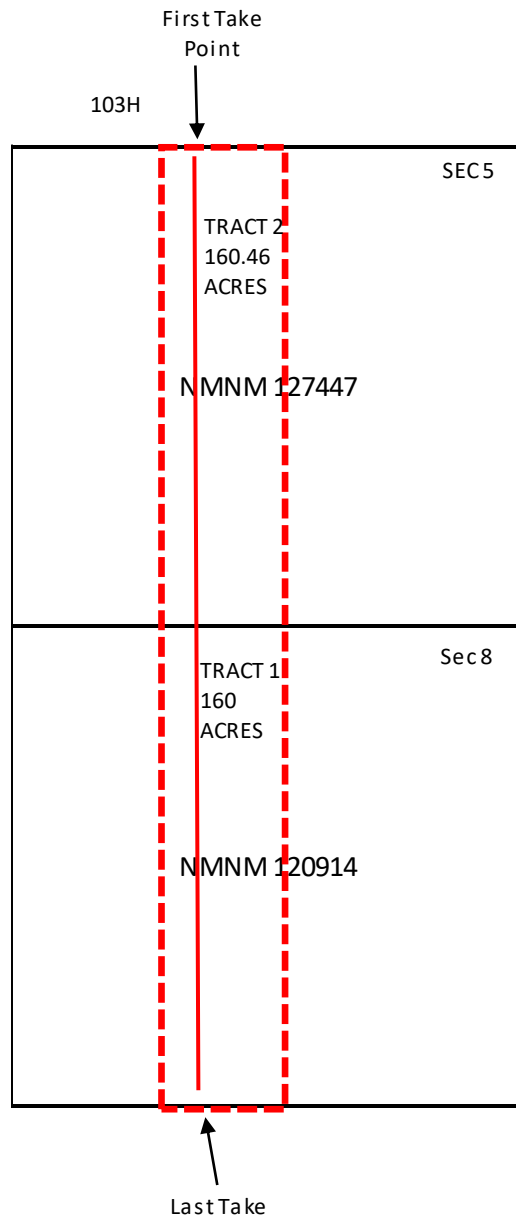 First Take
Point
103H
SEC 5
TRACT 2
160.46
ACRES
NMNM 127447
Sec 8
TRACT 1
160
ACRES
NMNM 120914
Last Take